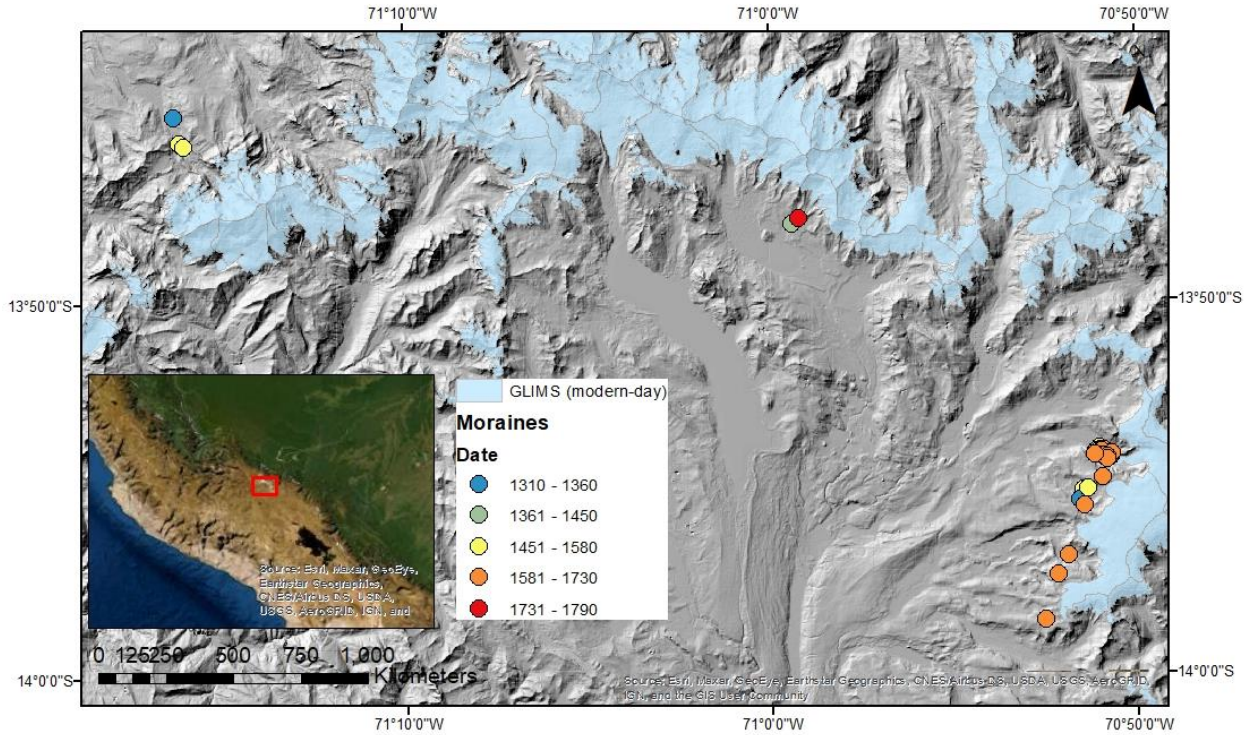 71°10'0"W
71°0'0"W
70°50'0"W
13°50'0"S
13°50'0"S
GLIMS (modern-day)
Moraines
Date
1310 - 1360
1361 - 1450
1451 - 1580
1581 - 1730
1731 - 1790
Source: Esri, Maxar, GeoEye,
Earthstar Geographics,
CNES/Airbus DS, USDA,
USGS, AeroGRID, IGN, and
0 125250 500 750 1,000
Kilometers
Source: Esri, Maxar, GeoEye, Earthstar Geographics, CNES/Airbus DS, USDA, USGS, AeroGRID,
IGN, and the GIS User Community
14°0'0"S
14°0'0"S
71°10'0"W
71°0'0"W
70°50'0"W